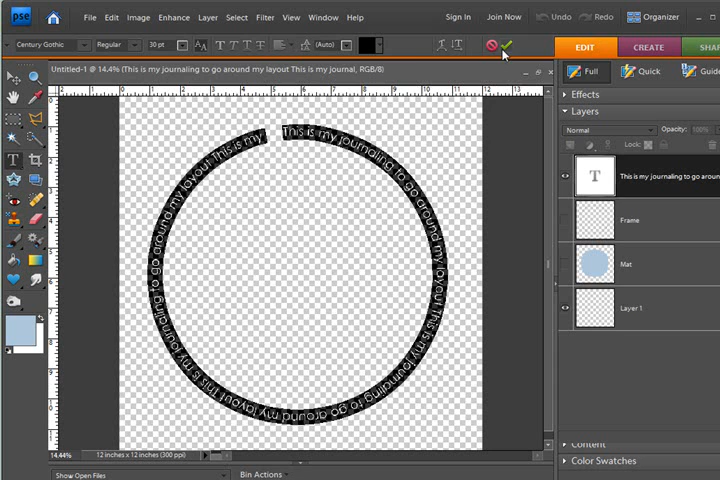 pse
File Edit Image Enhance Layer Select Filter View Window Help
Sign In Join Now Undo Redo Organizer
Century Gothic Regular 30 pt AA T T T T (Auto)
EDIT CREATE SHAR
Untitled-1 @ 14.4% (This is my journaling to go around my layout This is my journal, RGB/8)
Full Quick Guide
Effects
Layers
Normal Opacity: 100%
Lock:
T This is my journaling to go aroun
Frame
Mat
Layer 1
This is my journaling to go around my layout This is my journaling to go around my layout This is my journaling to go around my layout This is my
14.44% 12 inches x 12 inches (300 ppi)
Content
Color Swatches
Show Open Files Bin Actions